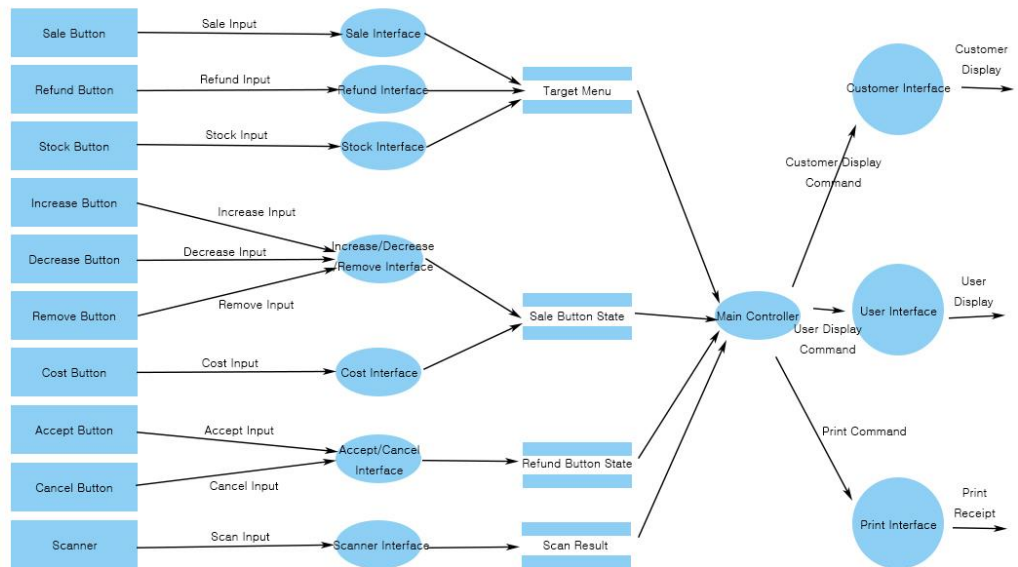 Sale Button
Sale Input
Sale Interface
Refund Button
Refund Input
Refund Interface
Target Menu
Stock Button
Stock Input
Stock Interface
Increase Button
Increase Input
Decrease Button
Decrease Input
Increase/Decrease
/Remove Interface
Remove Button
Remove Input
Sale Button State
Cost Button
Cost Input
Cost Interface
Accept Button
Accept Input
Accept/Cancel
Interface
Cancel Button
Cancel Input
Refund Button State
Scanner
Scan Input
Scanner Interface
Scan Result
Main Controller
Customer Display
Command
Customer Interface
Customer
Display
User Display
Command
User Interface
User
Display
Print Command
Print Interface
Print
Receipt